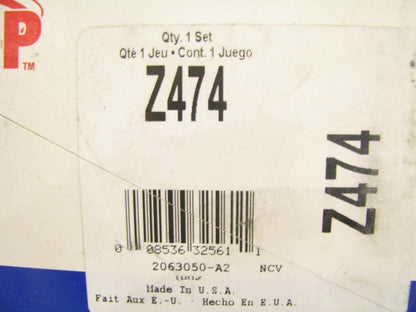 P
TM
Qty. 1 Set
Qté 1 Jeu • Cont. 1 Juego
Z474
Z474
0 08536 32561 1
2063050-A2 NCV
1002
Made In U.S.A.
Fait Aux E.-U. · Hecho En E.U.A.